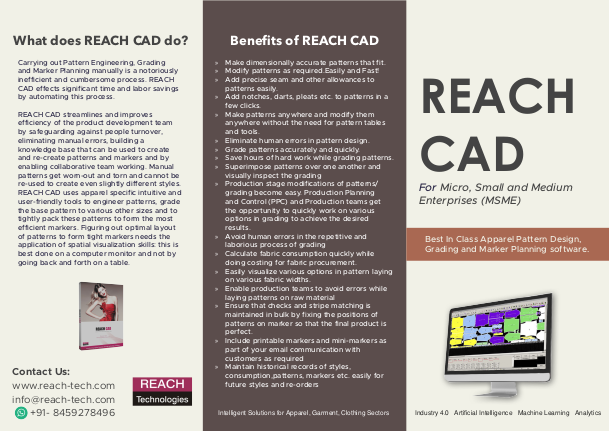 What does REACH CAD do?
Carrying out Pattern Engineering, Grading
and Marker Planning manually is a notoriously
inefficient and cumbersome process. REACH
CAD effects significant time and labor savings
by automating this process.
REACH CAD streamlines and improves
efficiency of the product development team
by safeguarding against people turnover,
eliminating manual errors, building a
knowledge base that can be used to create
and re-create patterns and markers and by
enabling collaborative team working. Manual
patterns get worn-out and torn and cannot be
re-used to create even slightly different styles.
REACH CAD uses apparel specific intuitive and
user-friendly tools to engineer patterns, grade
the base pattern to various other sizes and to
tightly pack these patterns to form the most
efficient markers. Figuring out optimal layout
of patterns to form tight markers needs the
application of spatial visualization skills: this is
best done on a computer monitor and not by
going back and forth on a table.
REACH CAD
Contact Us:
www.reach-tech.com
info@reach-tech.com
+91- 8459278496
REACH
Technologies
Benefits of REACH CAD
» Make dimensionally accurate patterns that fit.
» Modify patterns as required Easily and Fast!
» Add precise seam and other allowances to
patterns easily.
» Add notches, darts, pleats etc. to patterns in a
few clicks.
» Make patterns anywhere and modify them
anywhere without the need for pattern tables
and tools.
» Eliminate human errors in pattern design.
» Grade patterns accurately and quickly.
» Save hours of hard work while grading patterns.
» Superimpose patterns over one another and
visually inspect the grading
» Production stage modifications of patterns/
grading become easy. Production Planning
and Control (PPC) and Production teams get
the opportunity to quickly work on various
options in grading to achieve the desired
results.
» Avoid human errors in the repetitive and
laborious process of grading
» Calculate fabric consumption quickly while
doing costing for fabric procurement.
» Easily visualize various options in pattern laying
on various fabric widths.
» Enable production teams to avoid errors while
laying patterns on raw material
» Ensure that checks and stripe matching is
maintained in bulk by fixing the positions of
patterns on marker so that the final product is
perfect.
» Include printable markers and mini-markers as
part of your email communication with
customers as required
» Maintan historical records of styles,
consumption,patterns, markers etc. easily for
future styles and re-orders
Intelligent Solutions for Apparel, Garment, Clothing Sectors
REACH
CAD
For Micro, Small and Medium
Enterprises (MSME)
Best In Class Apparel Pattern Design,
Grading and Marker Planning software.
Industry 4.0 Artificial Intelligence Machine Learning Analytics